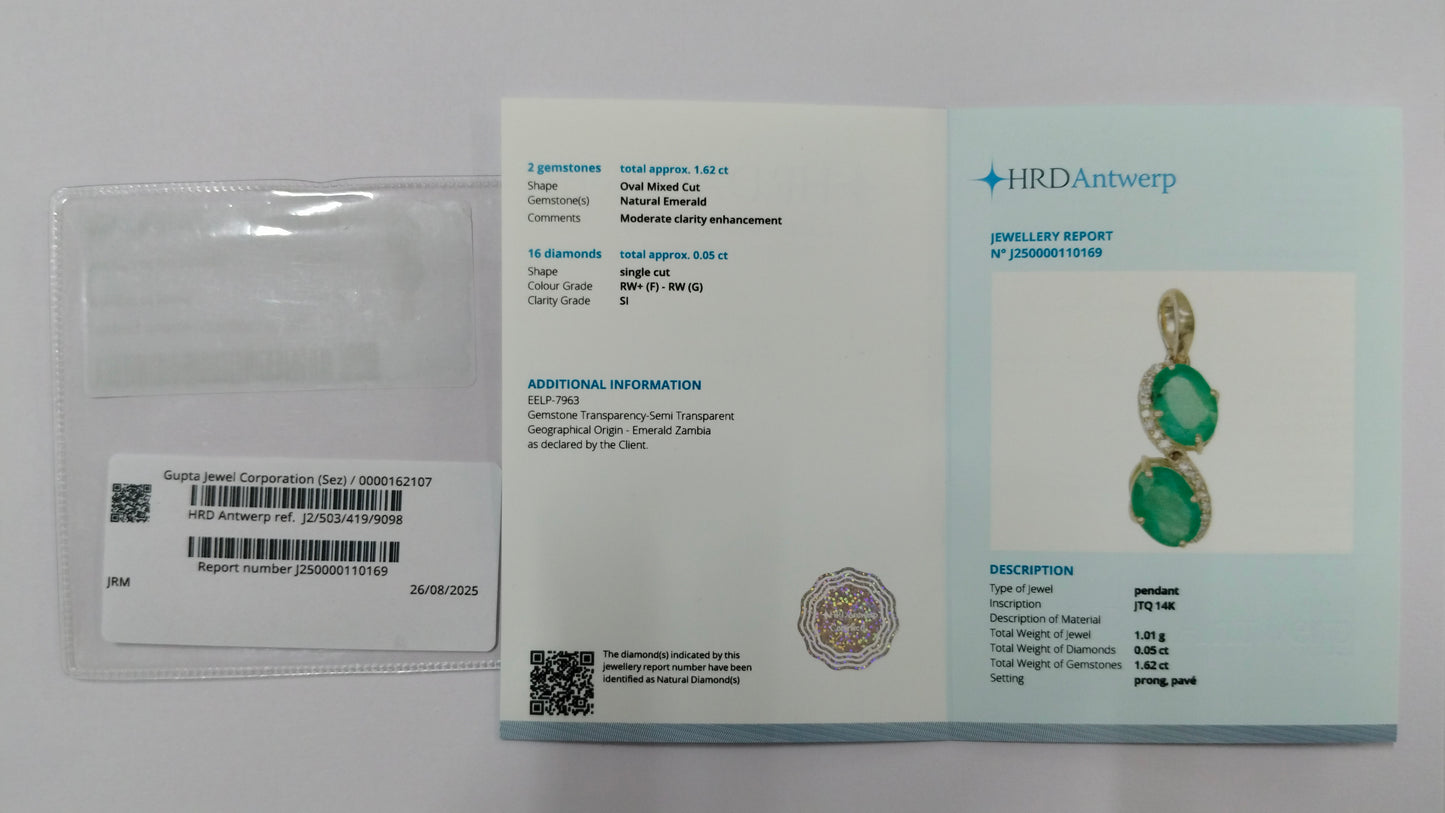 Gupta Jewel Corporation (Sez) / 0000162107
HRD Antwerp ref. J2/503/419/9098
Report number J250000110169
JRM
26/08/2025
2 gemstones total approx. 1.62 ct
Shape Oval Mixed Cut
Gemstone(s) Natural Emerald
Comments Moderate clarity enhancement
16 diamonds total approx. 0.05 ct
Shape single cut
Colour Grade RW+ (F) - RW (G)
Clarity Grade SI
ADDITIONAL INFORMATION
EELP-7963
Gemstone Transparency-Semi Transparent
Geographical Origin - Emerald Zambia
as declared by the Client.
The diamond(s) indicated by this
jewellery report number have been
identified as Natural Diamond(s)
HRDAntwerp
JEWELLERY REPORT
N° J250000110169
DESCRIPTION
Type of Jewel pendant
Inscription JTQ 14K
Description of Material
Total Weight of Jewel 1.01 g
Total Weight of Diamonds 0.05 ct
Total Weight of Gemstones 1.62 ct
Setting prong, pavé